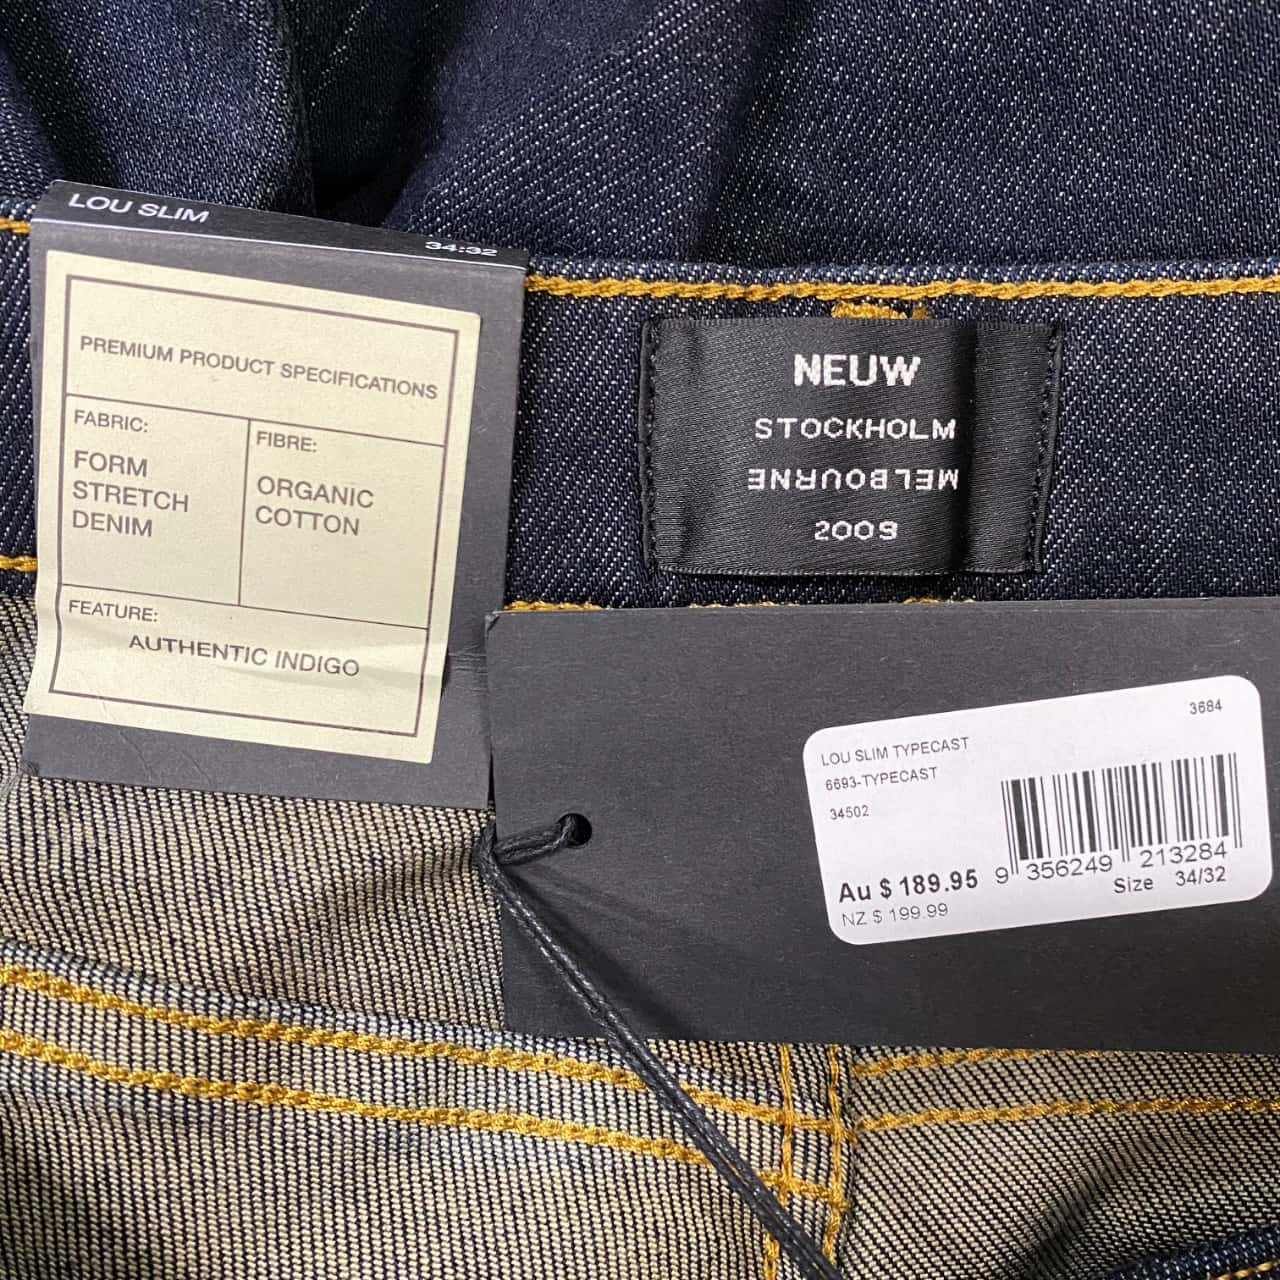 LOU SLIM
34:32
PREMIUM PRODUCT SPECIFICATIONS
FABRIC:
FORM
STRETCH
DENIM
FIBRE:
ORGANIC
COTTON
FEATURE:
AUTHENTIC INDIGO
NEUW
STOCKHOLM
MELBOURNE
2009
3684
LOU SLIM TYPECAST
6693-TYPECAST
34502
9 356249 213284
Au $ 189.95
Size 34/32
NZ $ 199.99